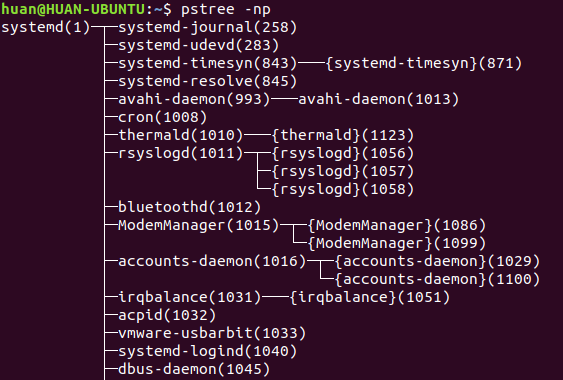 huan@HUAN-UBUNTU:~$ pstree -np
systemd(1)─┬─systemd-journal(258)
           ├─systemd-udevd(283)
           ├─systemd-timesyn(843)───{systemd-timesyn}(871)
           ├─systemd-resolve(845)
           ├─avahi-daemon(993)───avahi-daemon(1013)
           ├─cron(1008)
           ├─thermald(1010)───{thermald}(1123)
           ├─rsyslogd(1011)─┬─{rsyslogd}(1056)
           │                ├─{rsyslogd}(1057)
           │                └─{rsyslogd}(1058)
           ├─bluetoothd(1012)
           ├─ModemManager(1015)─┬─{ModemManager}(1086)
           │                    └─{ModemManager}(1099)
           ├─accounts-daemon(1016)─┬─{accounts-daemon}(1029)
           │                       └─{accounts-daemon}(1100)
           ├─irqbalance(1031)───{irqbalance}(1051)
           ├─acpid(1032)
           ├─vmware-usbarbit(1033)
           ├─systemd-logind(1040)
           ├─dbus-daemon(1045)